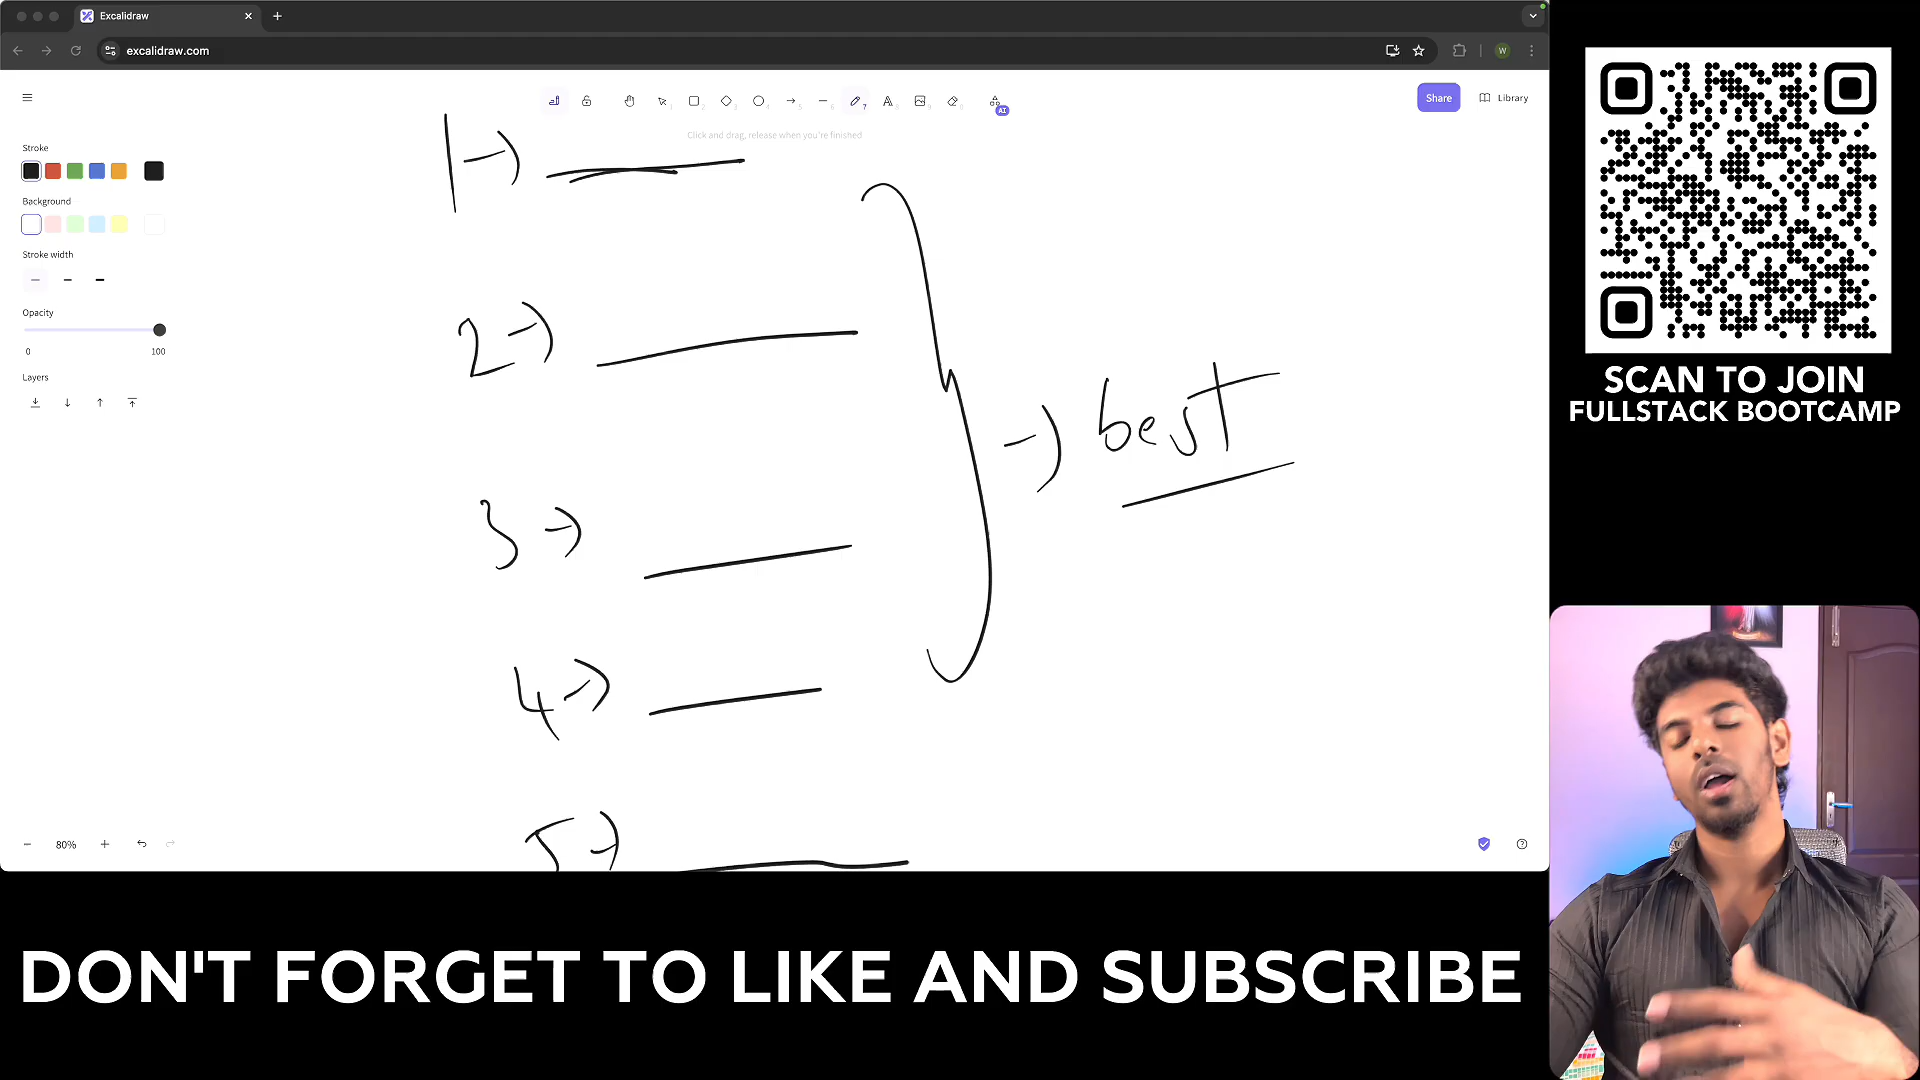 Excalidraw
excalidraw.com
W
Share
Library
AI
Click and drag, release when you're finished
Stroke
Background
Stroke width
Opacity
0 100
Layers
80%
1 →
2 →
3 →
4 →
5 →
→ best
SCAN TO JOIN
FULLSTACK BOOTCAMP
DON'T FORGET TO LIKE AND SUBSCRIBE